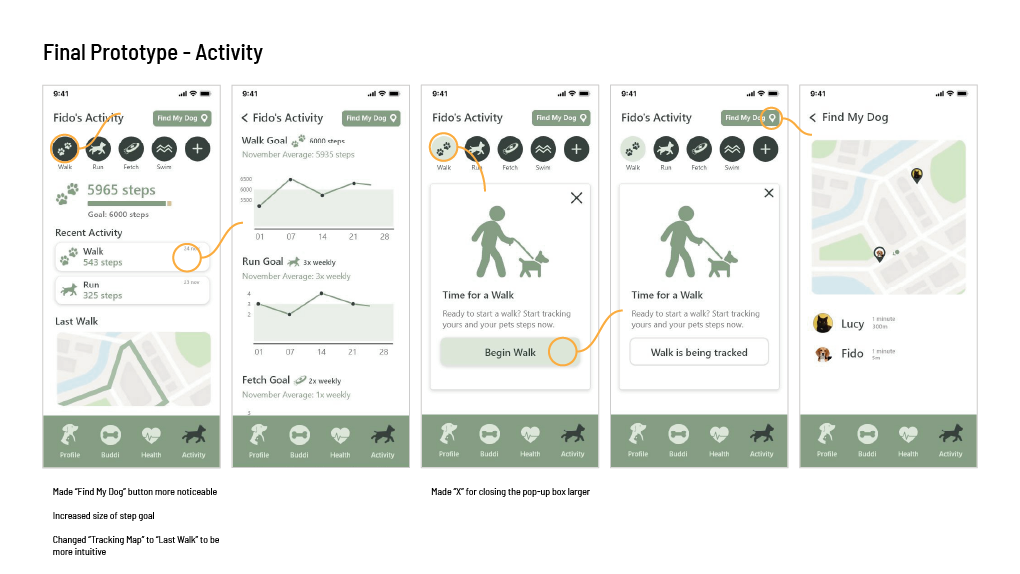 Final Prototype - Activity
9:41
Fido's Activity
Find My Dog
Walk
Run
Fetch
Swim
5965 steps
Goal: 6000 steps
Recent Activity
Walk
24 nov
543 steps
Run
23 nov
325 steps
Last Walk
Profile
Buddi
Health
Activity
9:41
Fido's Activity
Find My Dog
Walk Goal
6000 steps
November Average: 5935 steps
6500
6000
5500
01
07
14
21
28
Run Goal
3x weekly
November Average: 3x weekly
4
3
2
01
07
14
21
28
Fetch Goal
2x weekly
November Average: 1x weekly
3
Profile
Buddi
Health
Activity
9:41
Fido's Activity
Find My Dog
Walk
Run
Fetch
Swim
Time for a Walk
Ready to start a walk? Start tracking
yours and your pets steps now.
Begin Walk
Profile
Buddi
Health
Activity
9:41
Fido's Activity
Find My Dog
Walk
Run
Fetch
Swim
Time for a Walk
Ready to start a walk? Start tracking
yours and your pets steps now.
Walk is being tracked
Profile
Buddi
Health
Activity
9:41
Find My Dog
Lucy
1 minute
300m
Fido
1 minute
5m
Profile
Buddi
Health
Activity
Made "Find My Dog" button more noticeable
Increased size of step goal
Changed "Tracking Map" to "Last Walk" to be
more intuitive
Made "X" for closing the pop-up box larger